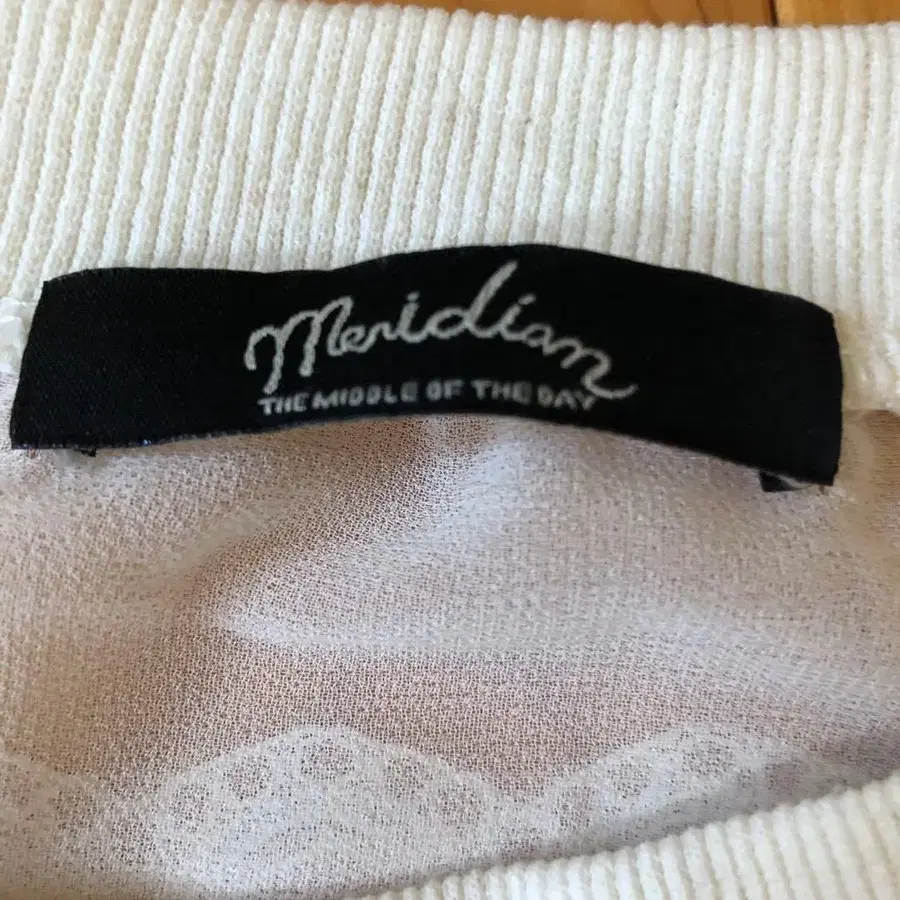 Meridian
THE MIDDLE OF THE DAY